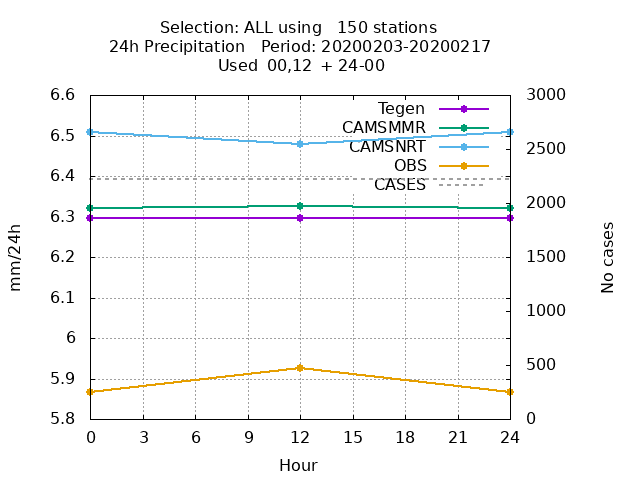 Selection: ALL using   150 stations
24h Precipitation   Period: 20200203-20200217
Used  00,12  + 24-00
6.6
6.5
6.4
6.3
6.2
6.1
6
5.9
5.8
mm/24h
Tegen
CAMSMMR
CAMSNRT
OBS
CASES
3000
2500
2000
1500
1000
500
0
No cases
0 3 6 9 12 15 18 21 24
Hour